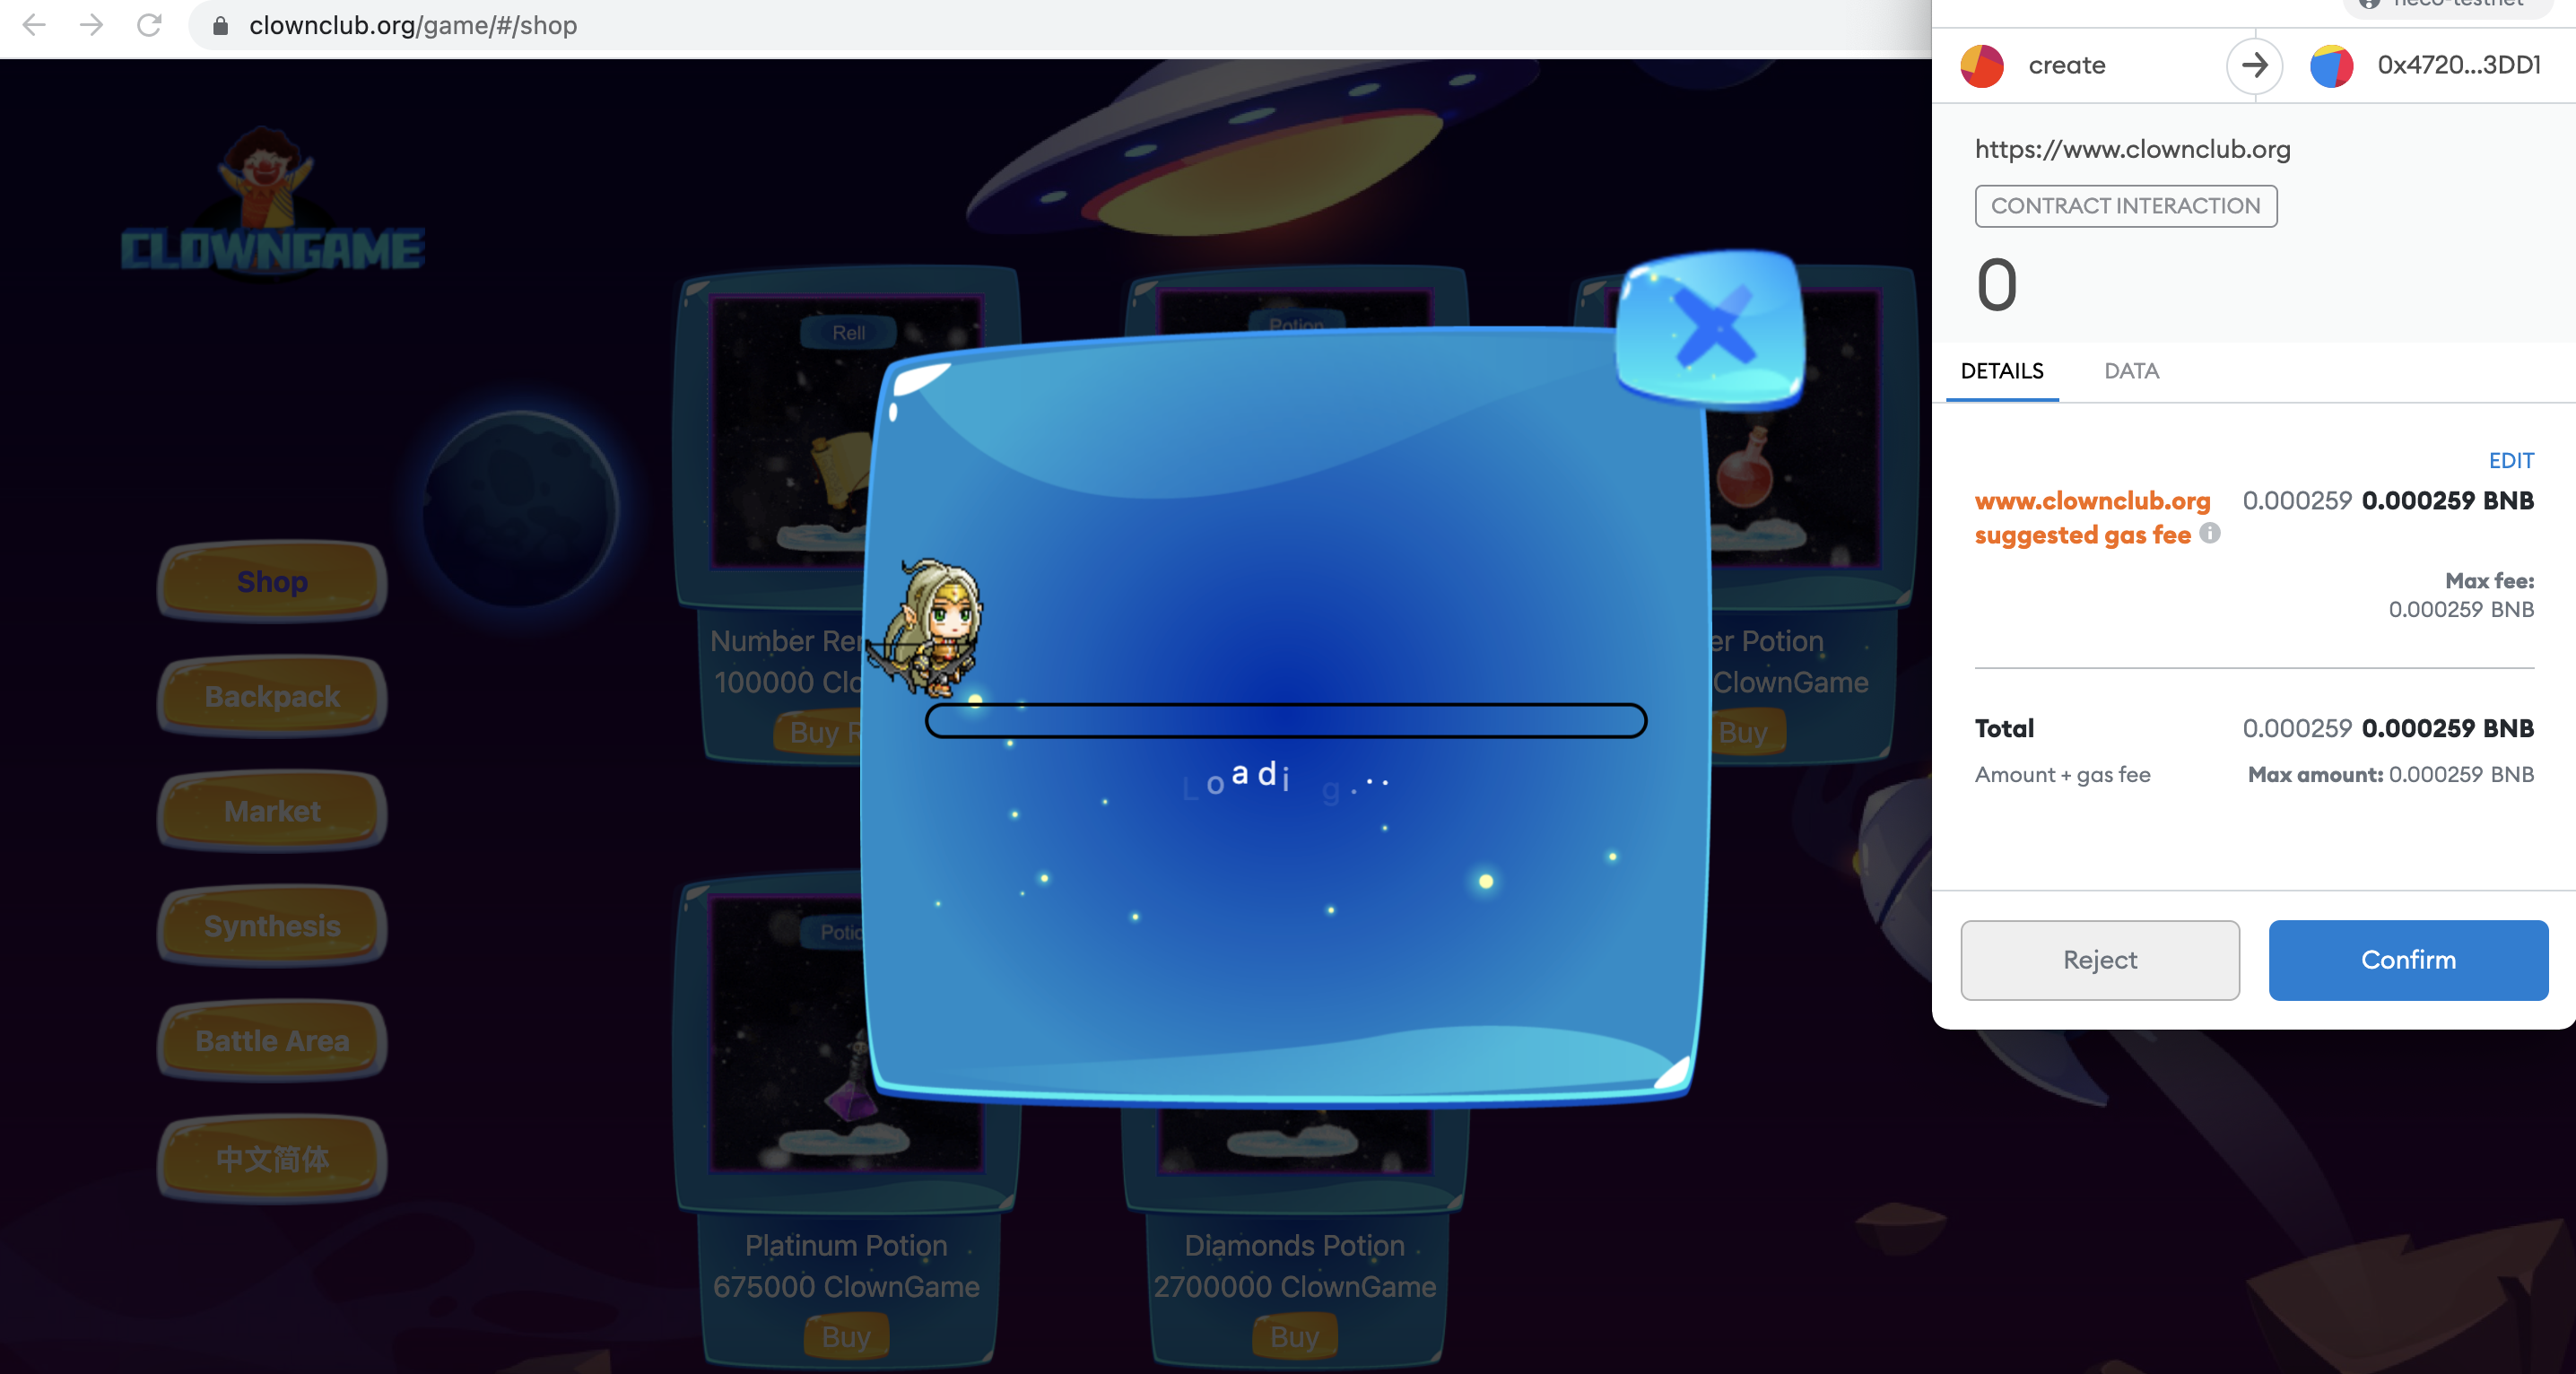 clownclub.org/game/#/shop
CLOWNGAME
Shop
Backpack
Market
Synthesis
Battle Area
中文简体
Rell
Number
100000
Buy
Potion
Potion
ClownGame
Buy
Loadi g...
Platinum Potion
675000 ClownGame
Buy
Diamonds Potion
2700000 ClownGame
Buy
create
0x4720...3DD1
https://www.clownclub.org
CONTRACT INTERACTION
0
DETAILS
DATA
EDIT
www.clownclub.org
suggested gas fee
0.000259 0.000259 BNB
Max fee:
0.000259 BNB
Total
0.000259 0.000259 BNB
Amount + gas fee
Max amount: 0.000259 BNB
Reject
Confirm